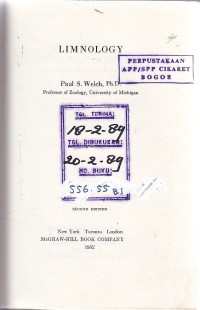 LIMNOLOGY
PERPUSTAKAAN
APP/SPP CIKARET
BOGOR
Paul S. Welch, Ph.D.
Professor of Zoology, University of Michigan
TGL. TERIMA:
18-2-89
TGL. DIBUKUKAN:
20-2-89
NO. BUKU:
556.55 B1
SECOND EDITION
New York Toronto London
McGRAW-HILL BOOK COMPANY
1952